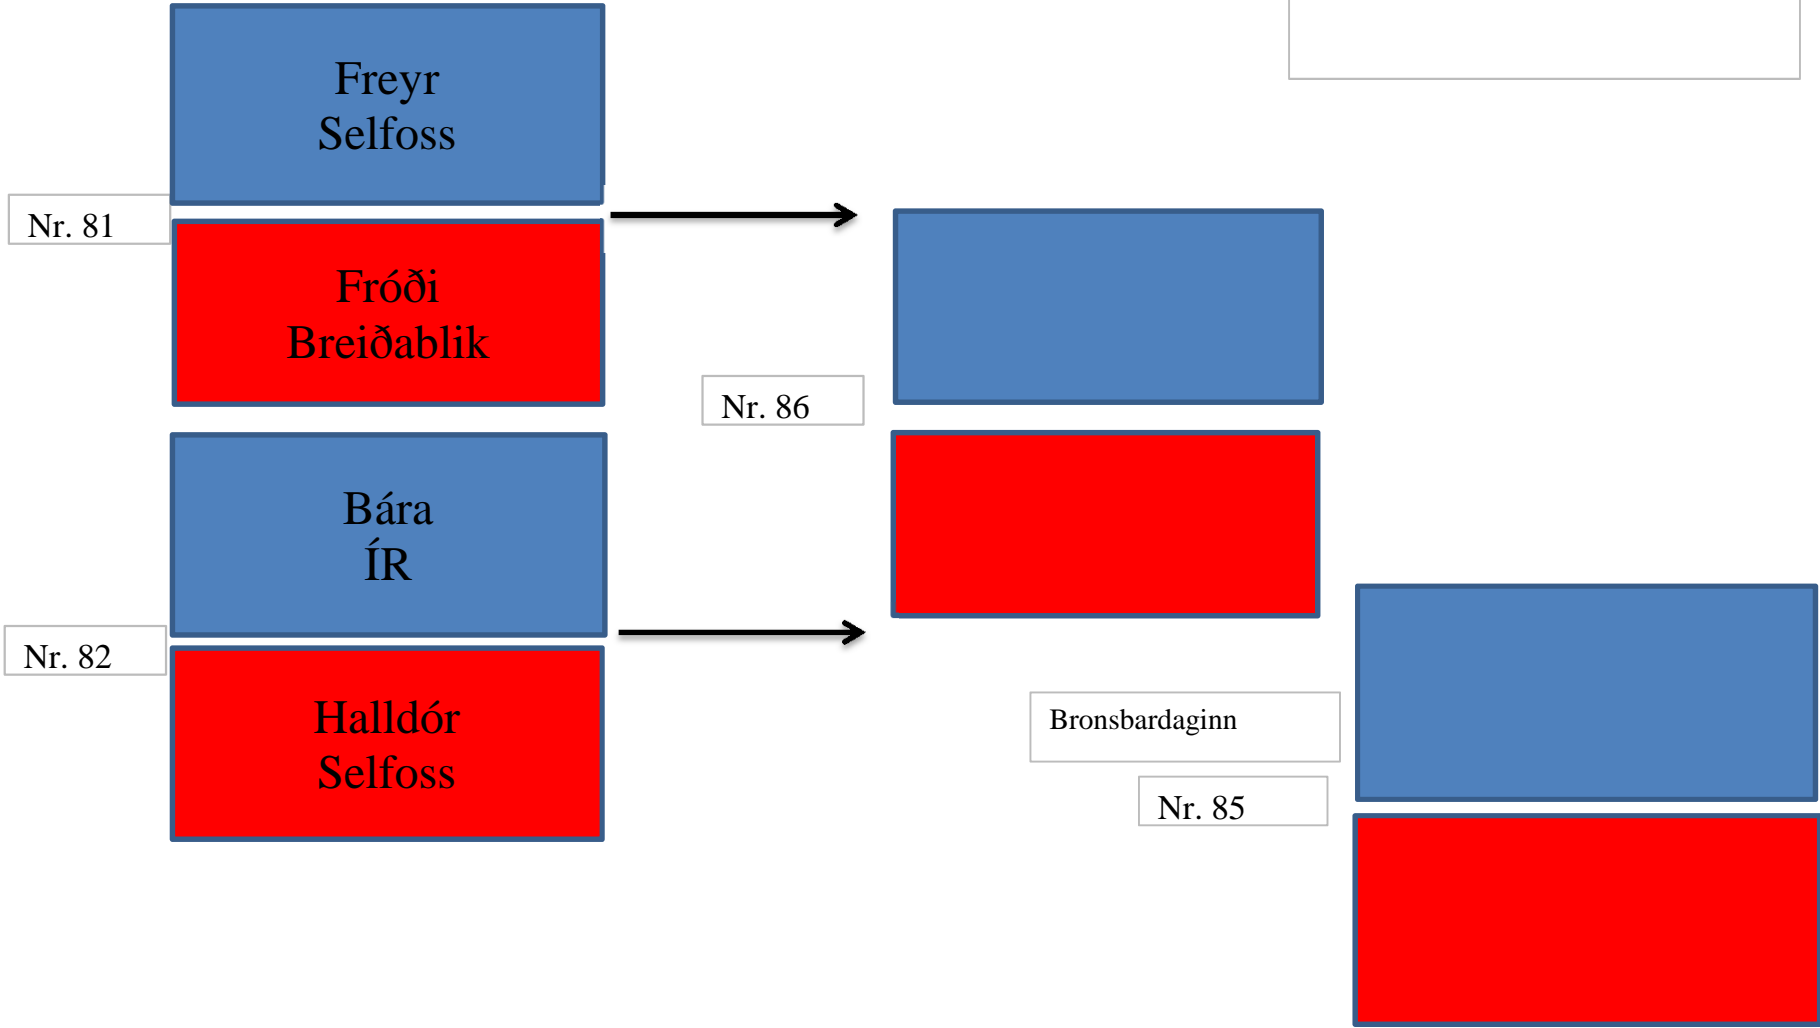 Freyr
Selfoss
Nr. 81
Fróði
Breiðablik
Nr. 86
Bára
ÍR
Nr. 82
Halldór
Selfoss
Bronsbardaginn
Nr. 85